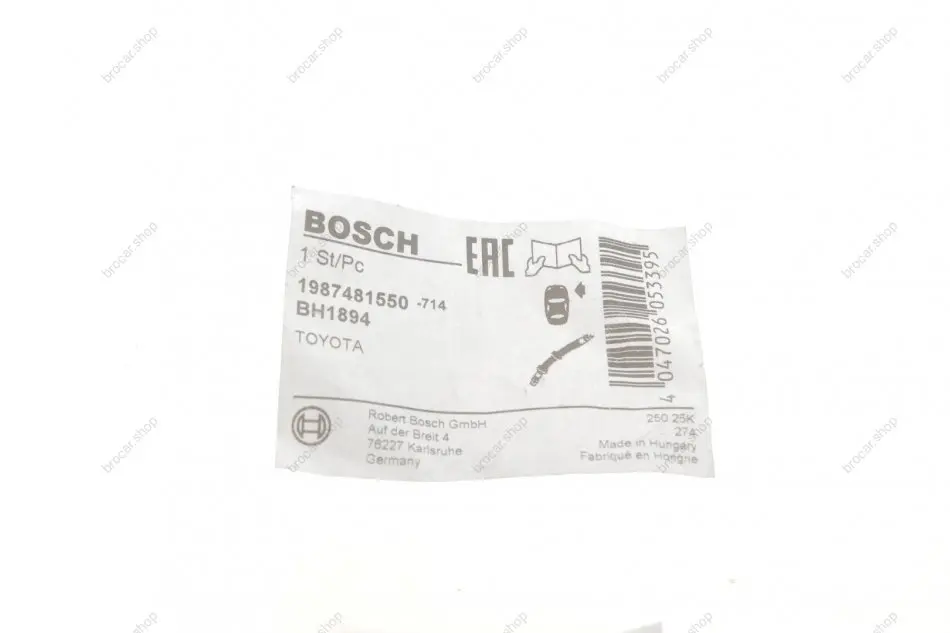 BOSCH
1 St/Pc
EAC
1987481550 -714
BH1894
TOYOTA
4 047026 053395
Robert Bosch GmbH
Auf der Breit 4
76227 Karlsruhe
Germany
250 25K
274
Made in Hungary
Fabriqué en Hongrie
brocar.shop